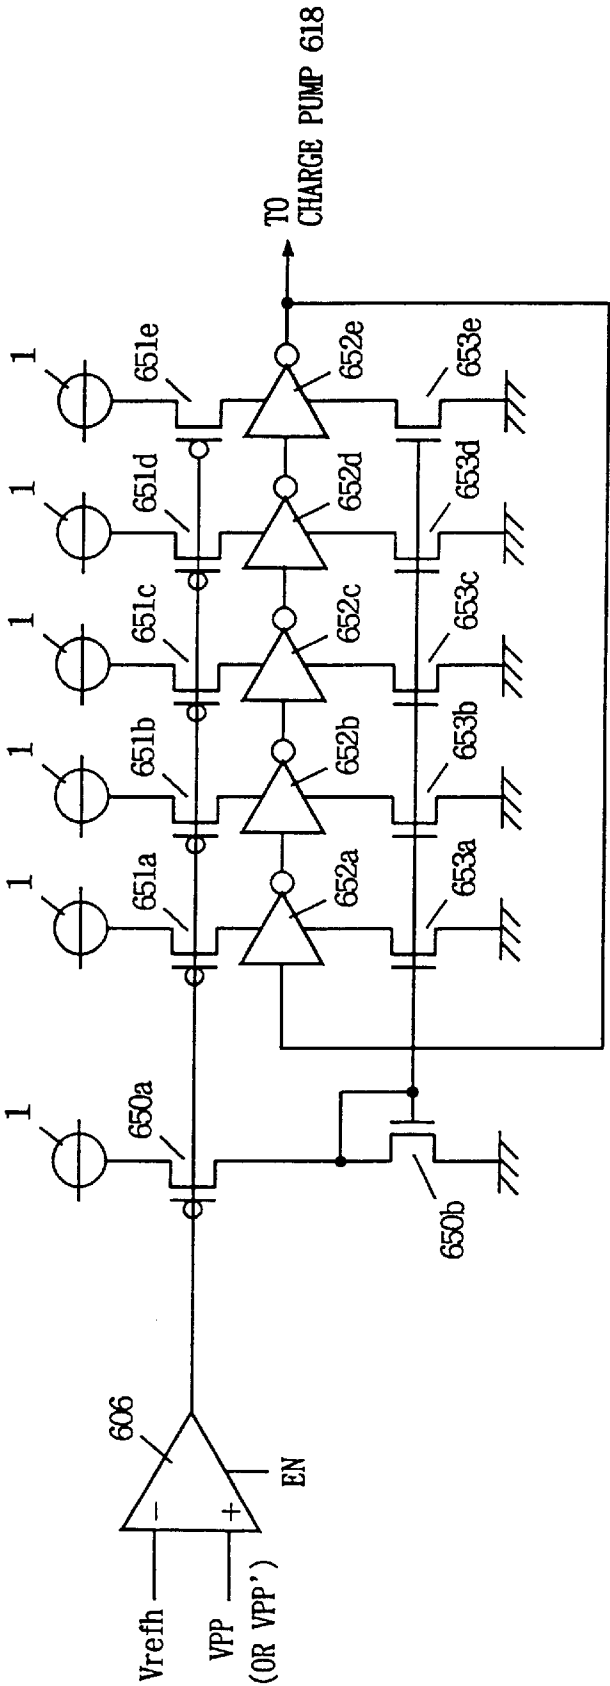 Vrefh
VPP
(OR VPP')
-
+
606
EN
1
650a
650b
1
651a
652a
653a
1
651b
652b
653b
1
651c
652c
653c
1
651d
652d
653d
1
651e
652e
653e
TO
CHARGE PUMP 618